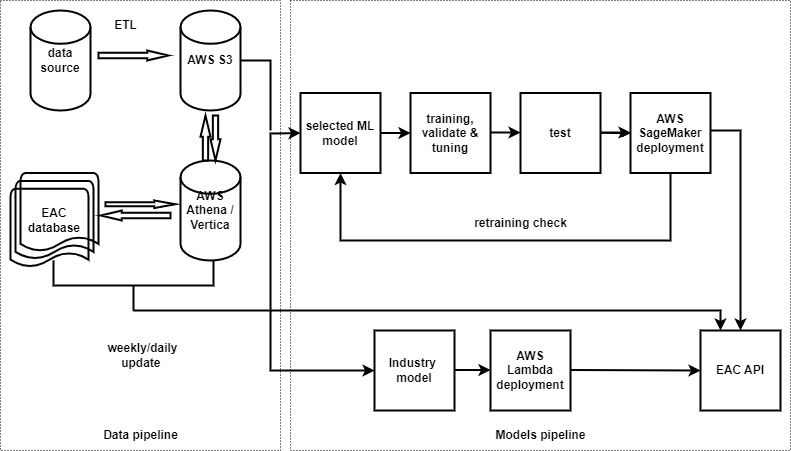 ETL
data
source
AWS S3
selected ML
model
training,
validate &
tuning
test
AWS
SageMaker
deployment
EAC
database
AWS
Athena /
Vertica
retraining check
weekly/daily
update
Industry
model
AWS
Lambda
deployment
EAC API
Data pipeline
Models pipeline